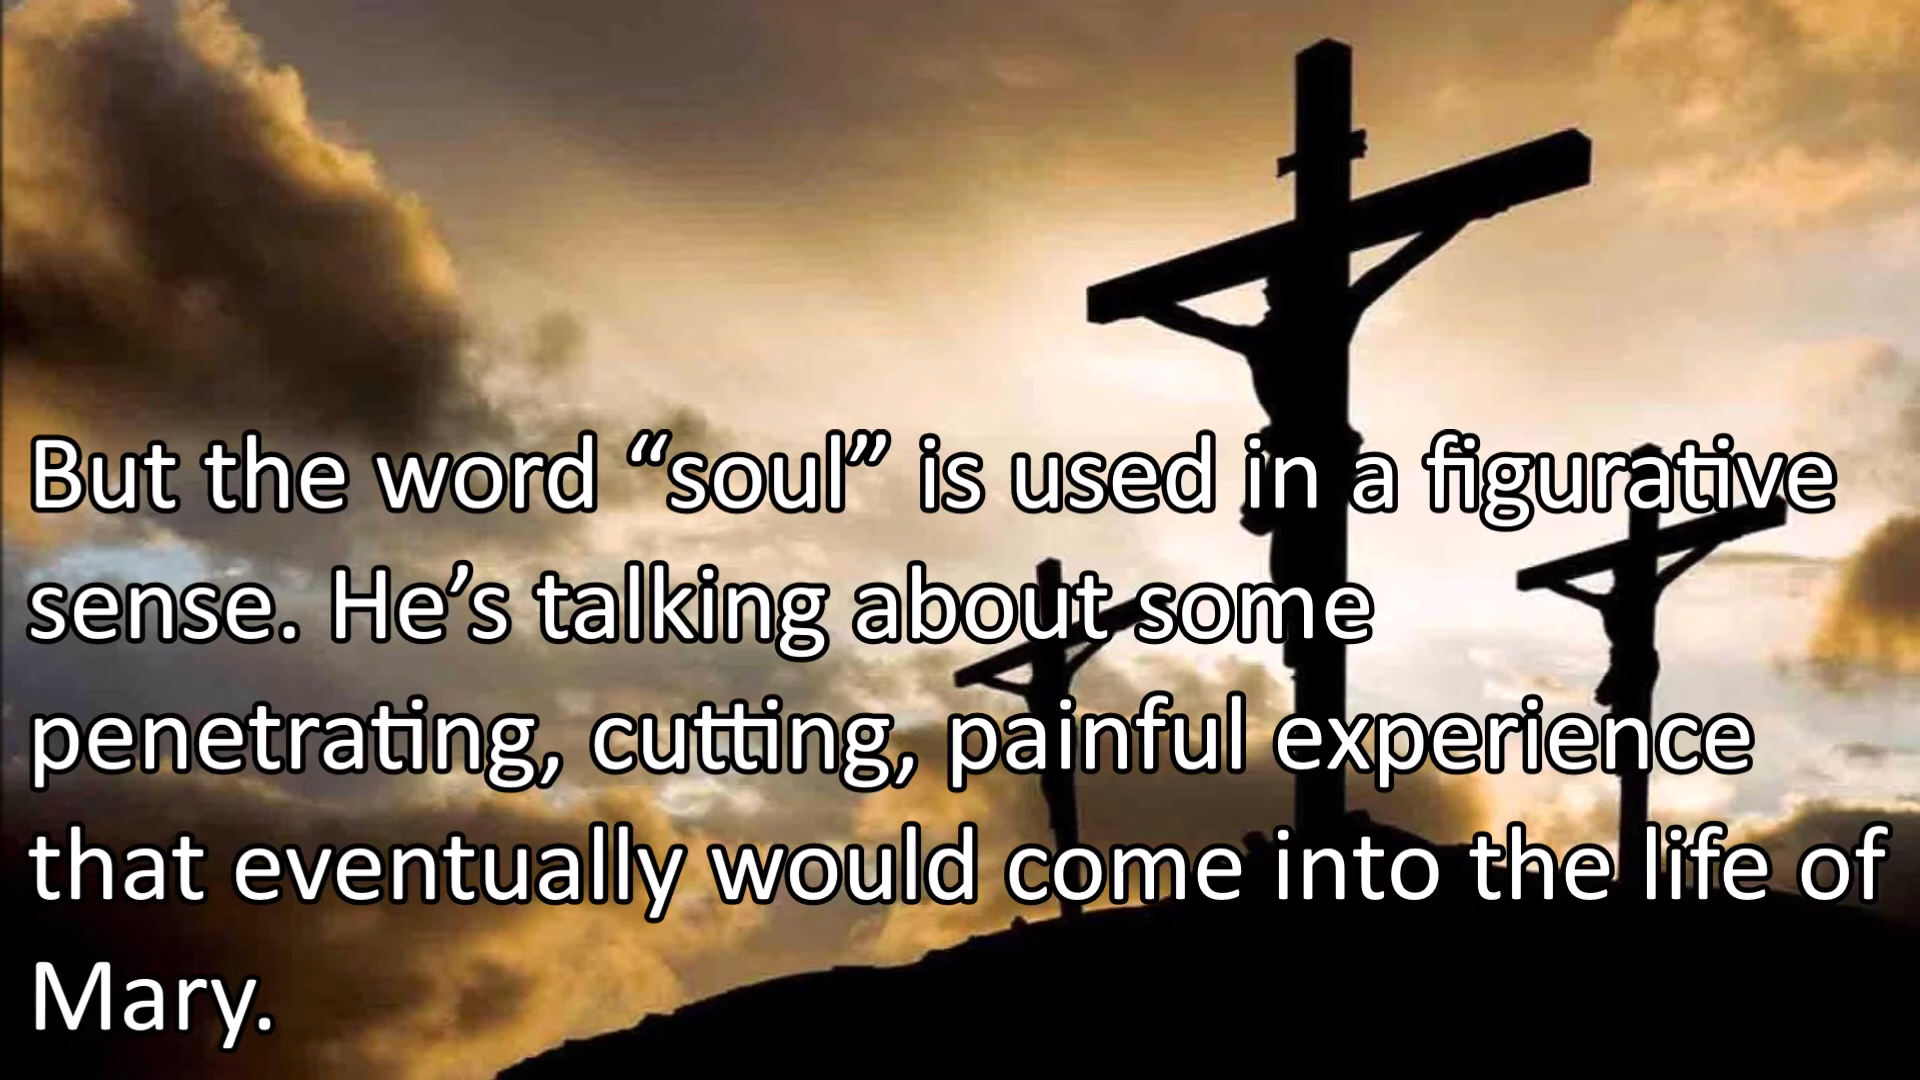 But the word “soul” is used in a figurative
sense. He’s talking about some
penetrating, cutting, painful experience
that eventually would come into the life of
Mary.